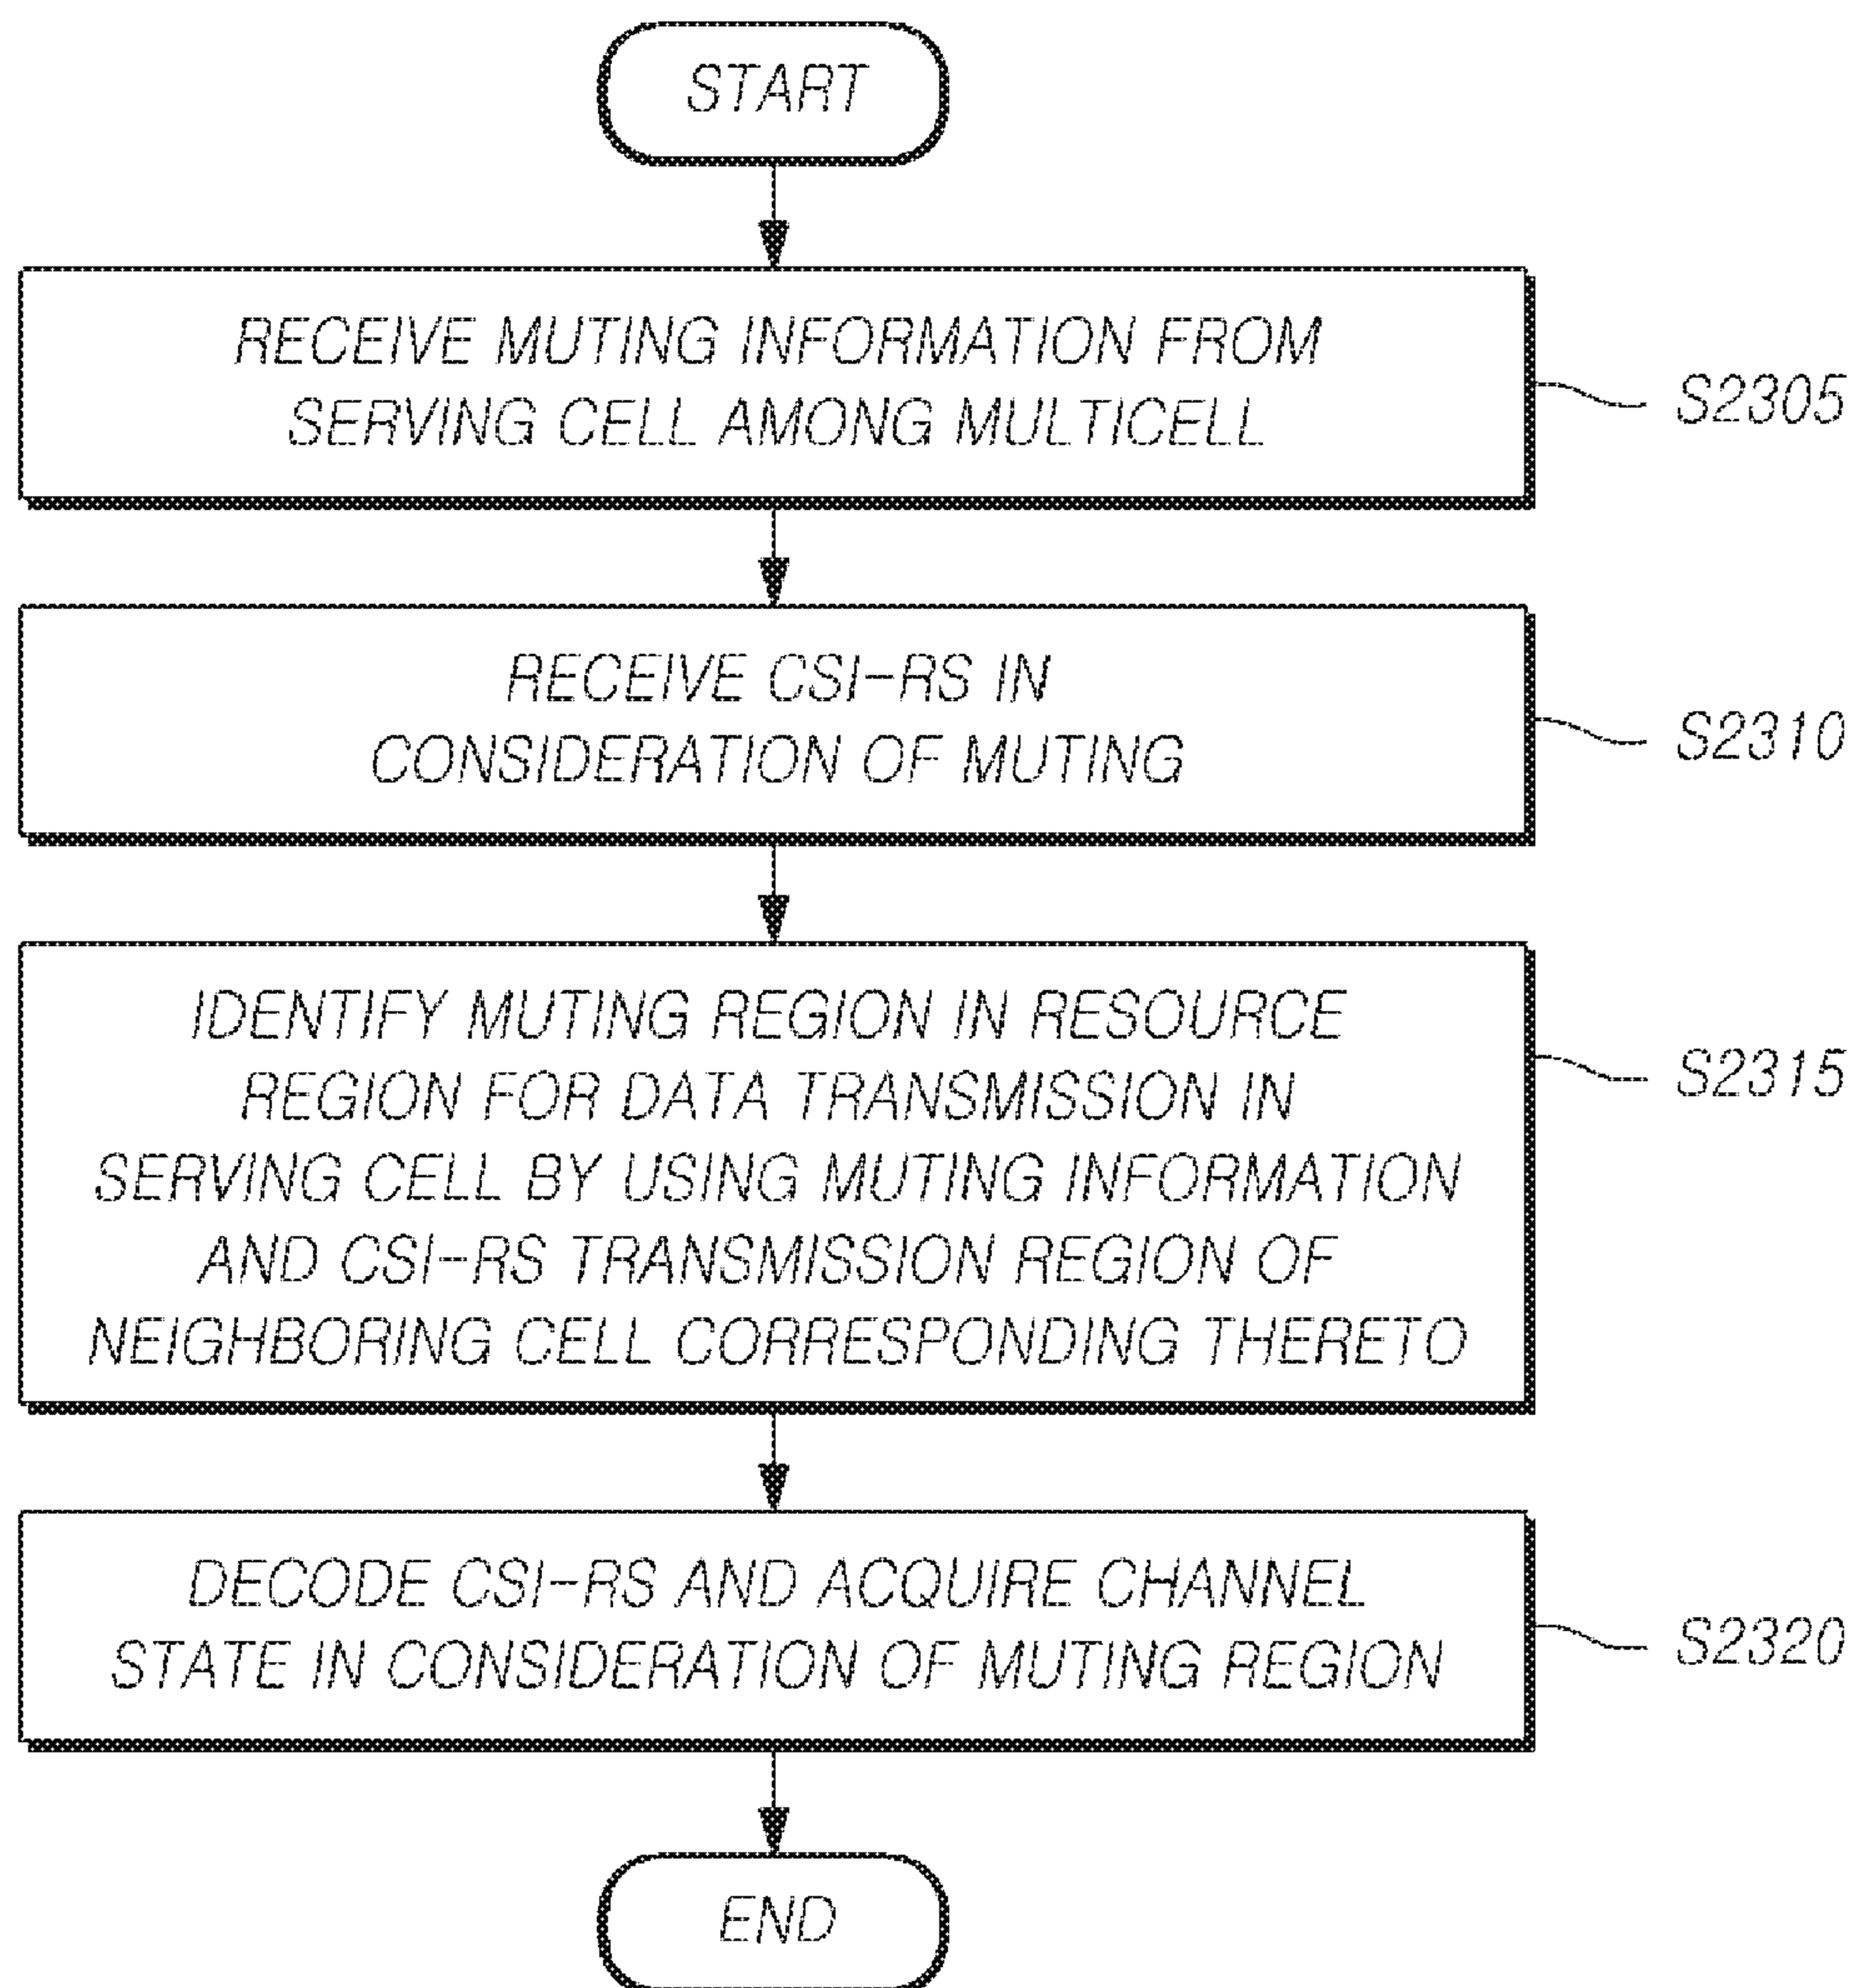 START
RECEIVE MUTING INFORMATION FROM
SERVING CELL AMONG MULTICELL
S2305
RECEIVE CSI-RS IN
CONSIDERATION OF MUTING
S2310
IDENTIFY MUTING REGION IN RESOURCE
REGION FOR DATA TRANSMISSION IN
SERVING CELL BY USING MUTING INFORMATION
AND CSI-RS TRANSMISSION REGION OF
NEIGHBORING CELL CORRESPONDING THERETO
S2315
DECODE CSI-RS AND ACQUIRE CHANNEL
STATE IN CONSIDERATION OF MUTING REGION
S2320
END